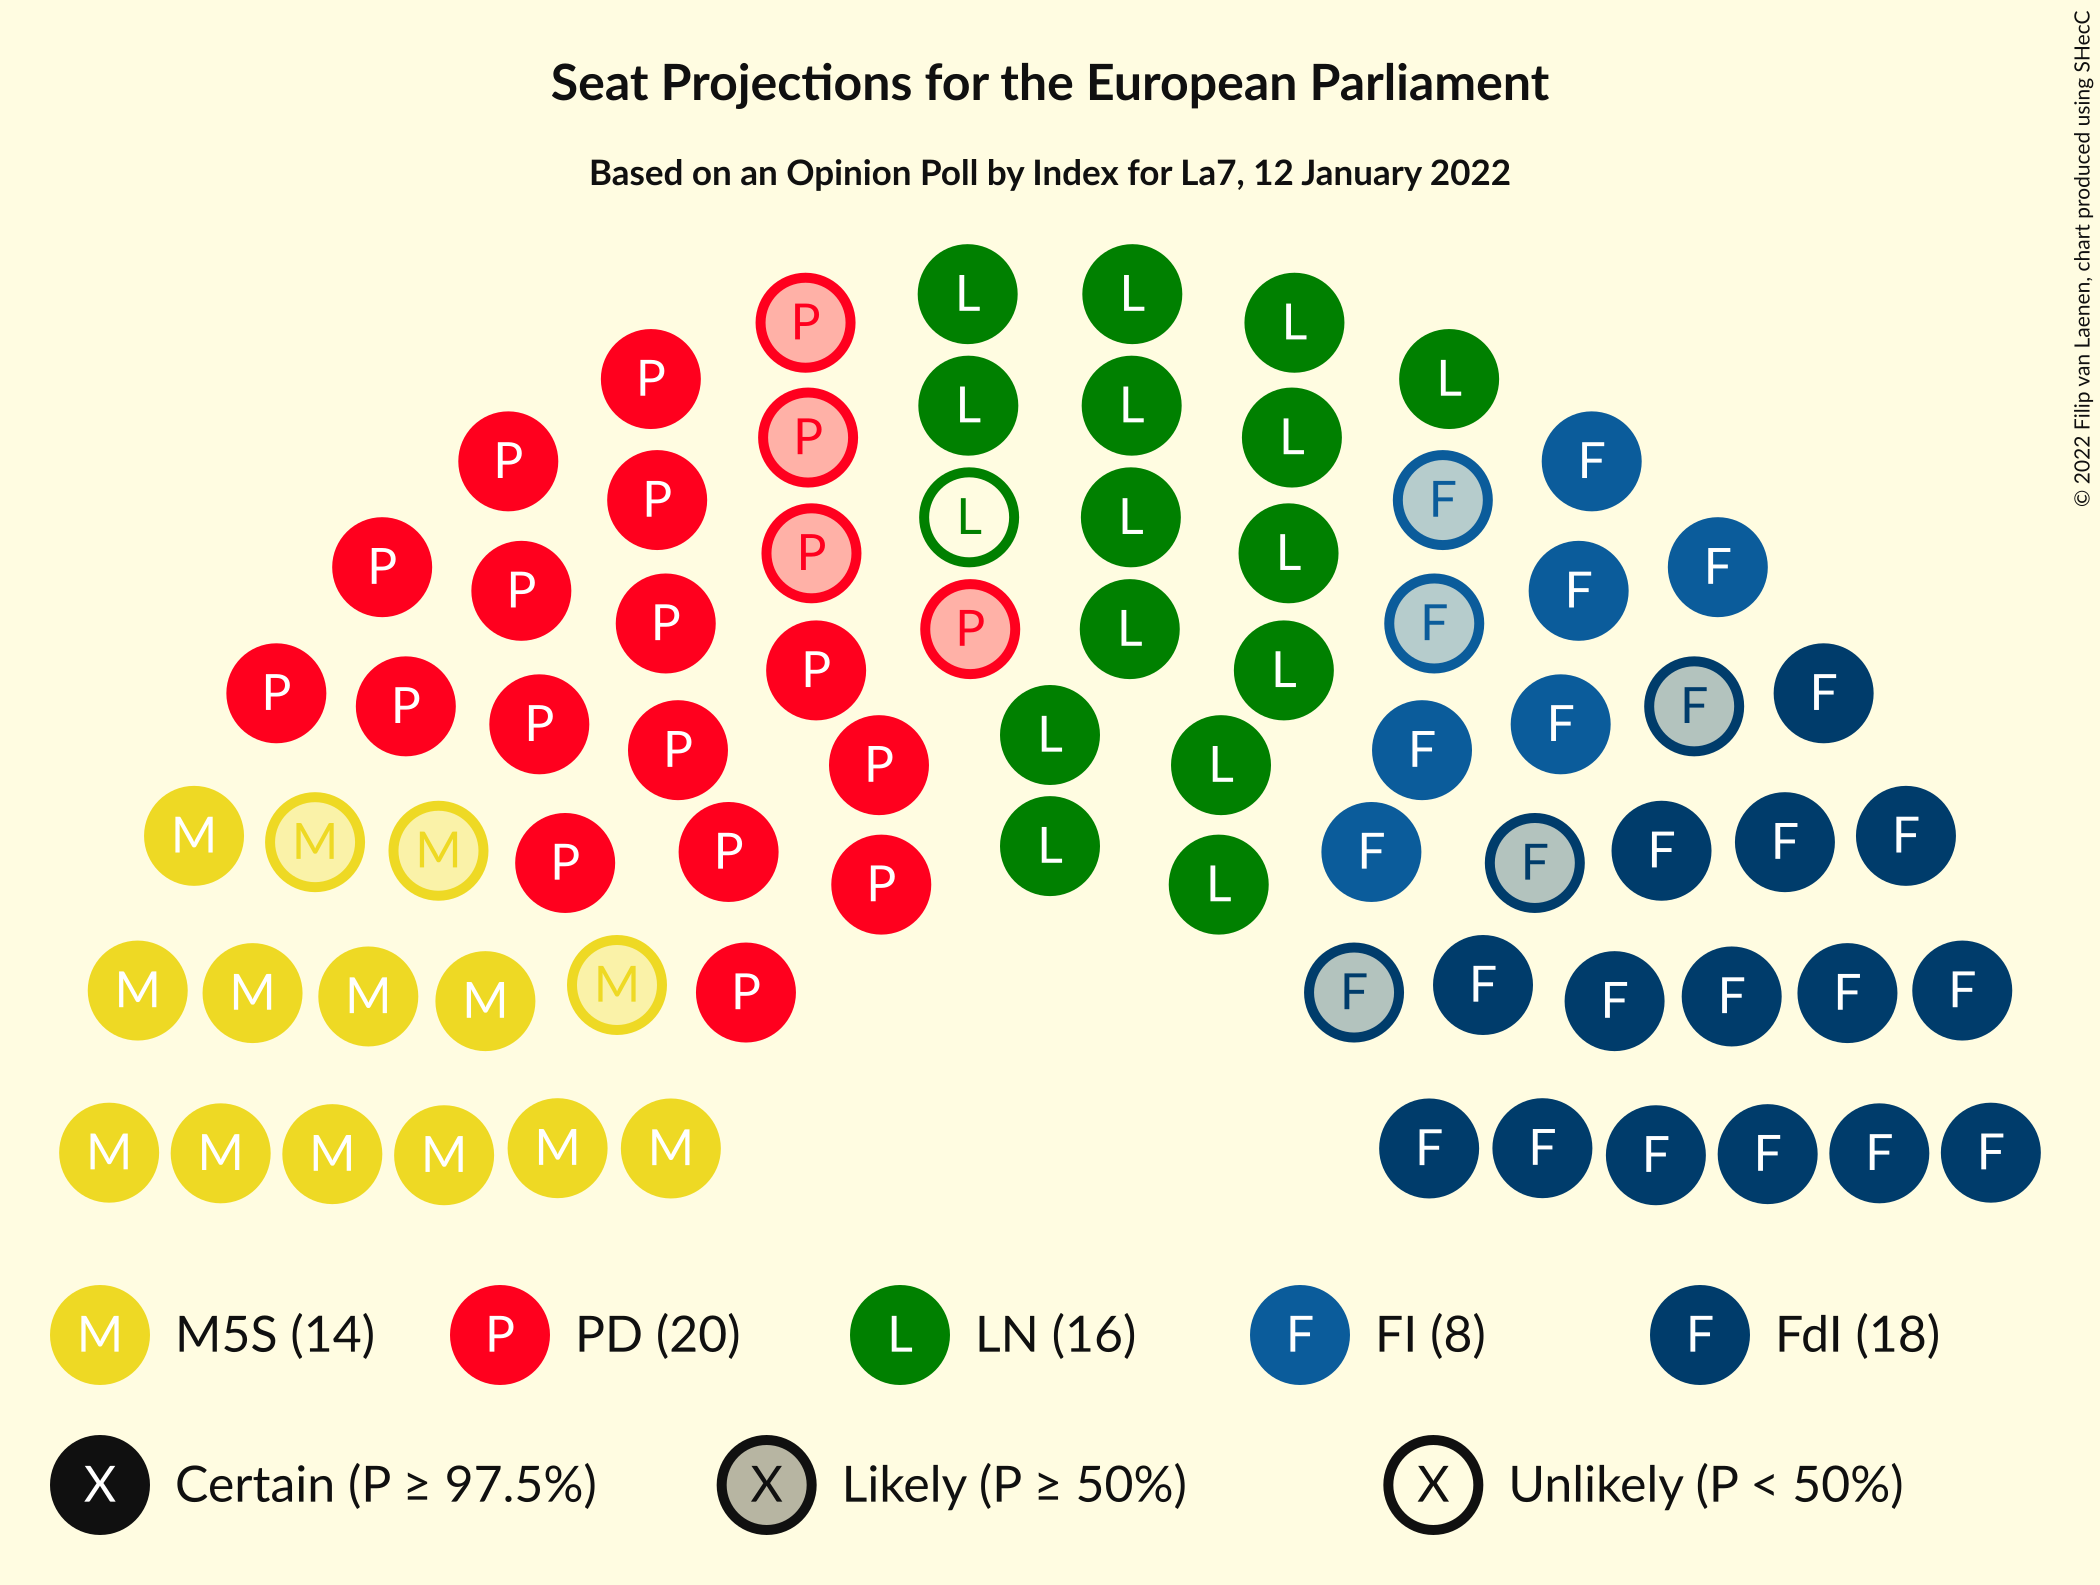 Seat Projections for the European Parliament
Based on an Opinion Poll by Index for La7, 12 January 2022
© 2022 Filip van Laenen, chart produced using SHecC
L L
P L L
P L
L L
P L
F F
P P L
P F
L L
P L
F F
P P F
P L L
P P
P L
P P F F
P P F
L
P L
M M F F
M P P F F
L
P L
M M M M M P F F F F F F
M M M M M M F F F F F F
M M5S (14) P PD (20) L LN (16) F FI (8) F FdI (18)
X Certain (P ≥ 97.5%) X Likely (P ≥ 50%) X Unlikely (P < 50%)